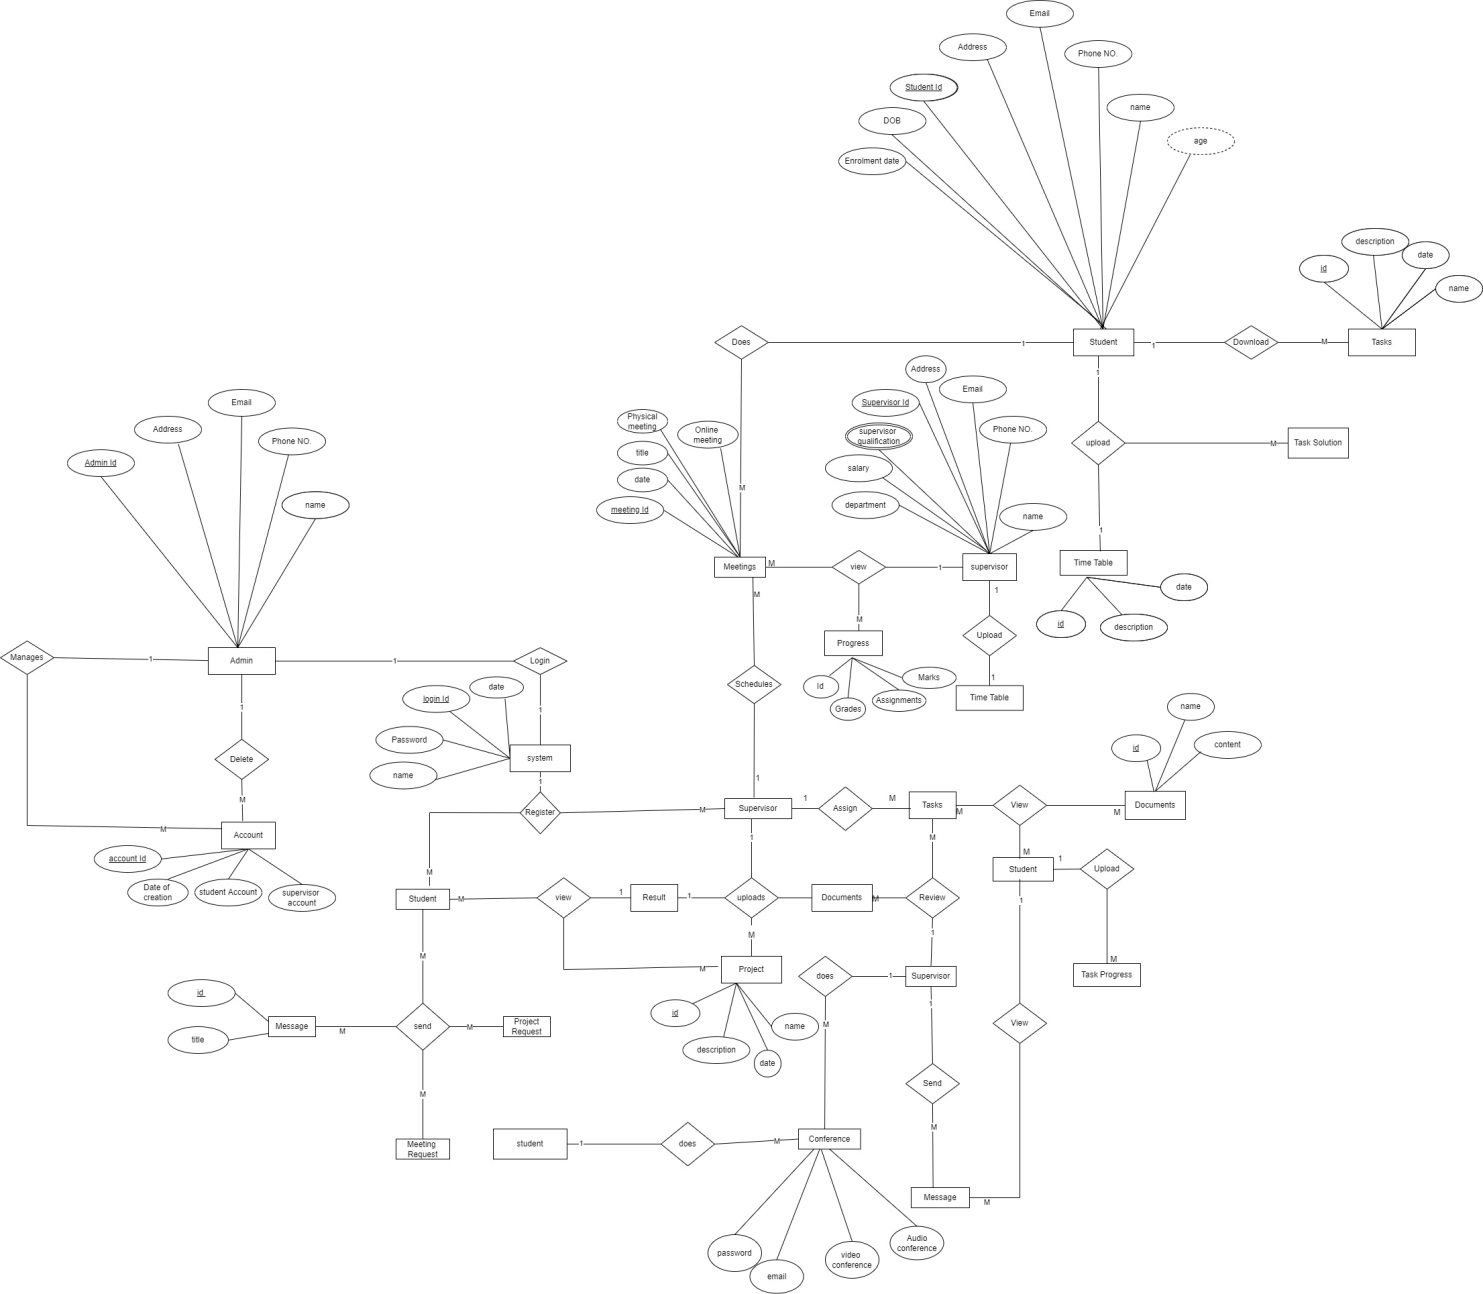 Email
Address
Phone NO.
Student Id
name
DOB
age
Enrolment date
description
date
id
name
Does
1
Student
1
Download
M
Tasks
1
Address
Email
Supervisor Id
Phone NO.
supervisor
qualification
salary
department
name
upload
M
Task Solution
1
Time Table
date
id
description
Physical
meeting
Online
meeting
title
date
meeting Id
M
Meetings
M
view
1
supervisor
M
M
1
Progress
Upload
Id
Grades
Assignments
Marks
1
Time Table
Email
Address
Phone NO.
Admin Id
name
Manages
1
Admin
1
Login
1
1
login Id
date
Password
name
system
1
Delete
M
M
Account
account Id
Date of
creation
student Account
supervisor
account
Schedules
1
Register
M
Supervisor
1
Assign
M
Tasks
M
View
M
Documents
id
name
content
M
1
M
M
Student
1
Upload
M
Student
M
view
1
Result
1
uploads
Documents
M
Review
1
1
M
Task Progress
M
M
M
Project
does
1
Supervisor
id
description
date
name
id
title
Message
M
send
M
Project
Request
M
Meeting
Request
M
1
View
Send
M
student
1
does
M
Conference
Message
M
password
email
video
conference
Audio
conference